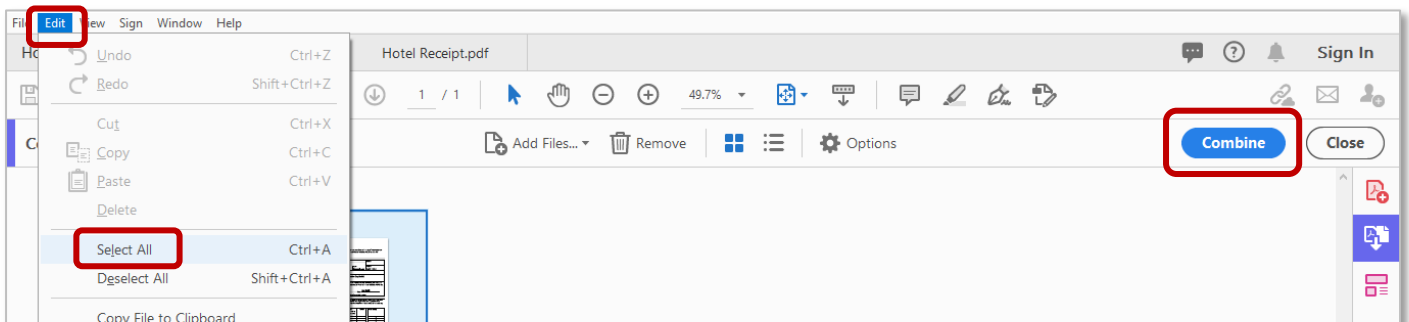 Edit View Sign Window Help
Hotel Receipt.pdf Sign In
Undo Ctrl+Z
Redo Shift+Ctrl+Z
1 / 1 49.7%
Cut Ctrl+X
Copy Ctrl+C
Add Files... Remove Options Combine Close
Paste Ctrl+V
Delete
Select All Ctrl+A
Deselect All Shift+Ctrl+A
Copy File to Clipboard